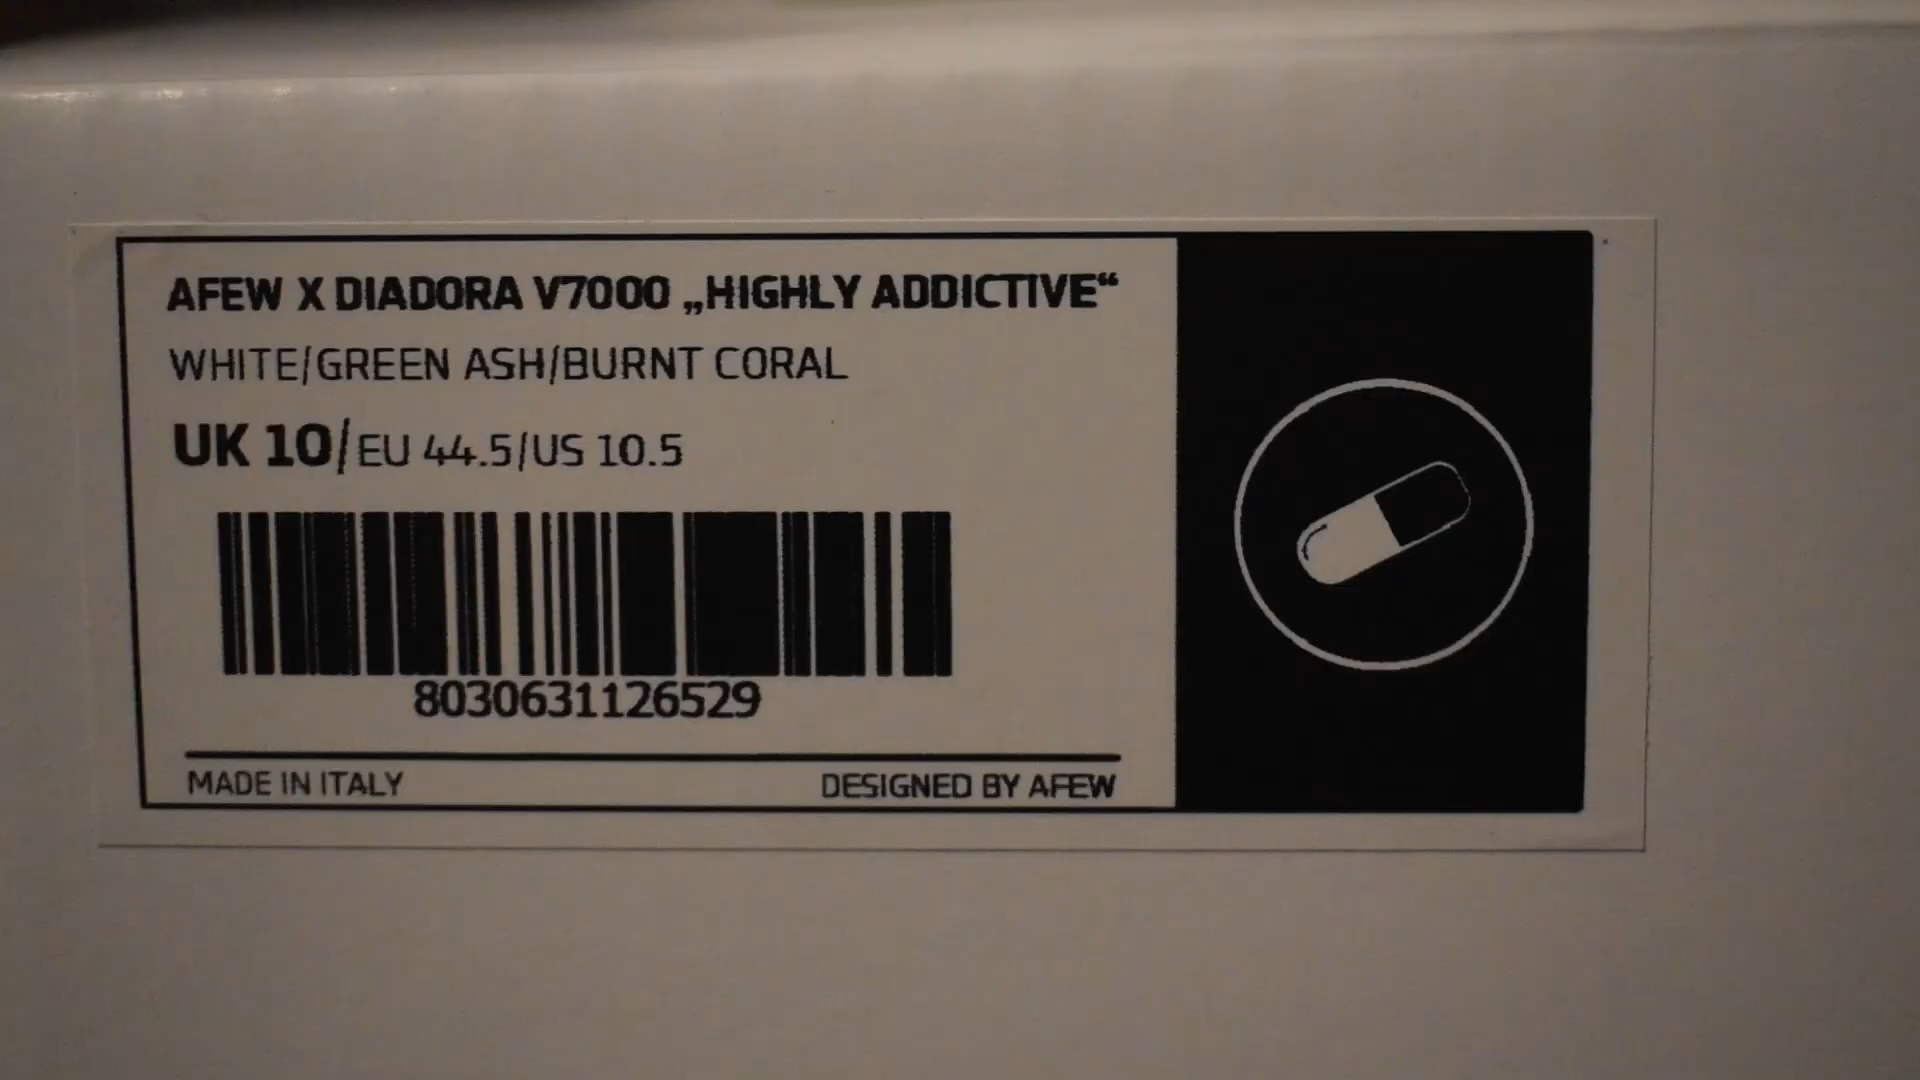 AFEW X DIADORA V7000 „HIGHLY ADDICTIVE“
WHITE/GREEN ASH/BURNT CORAL
UK 10/EU 44.5/US 10.5
8030631126529
MADE IN ITALY
DESIGNED BY AFEW